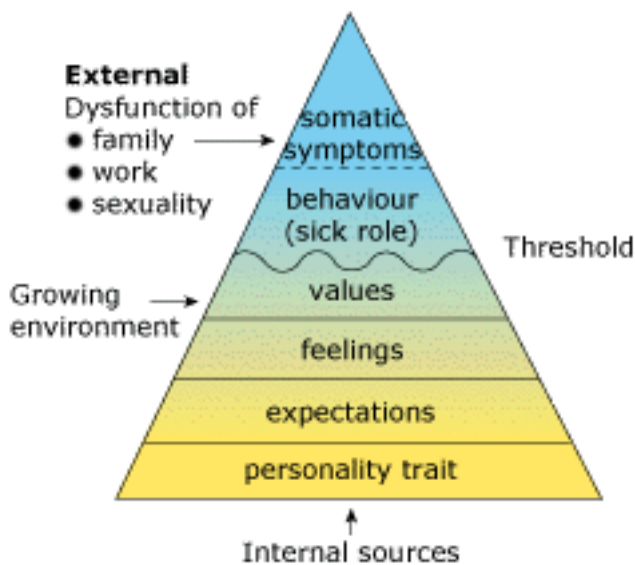 External
Dysfunction of
● family
● work
● sexuality
somatic
symptoms
behaviour
(sick role)
Threshold
Growing
environment
values
feelings
expectations
personality trait
Internal sources